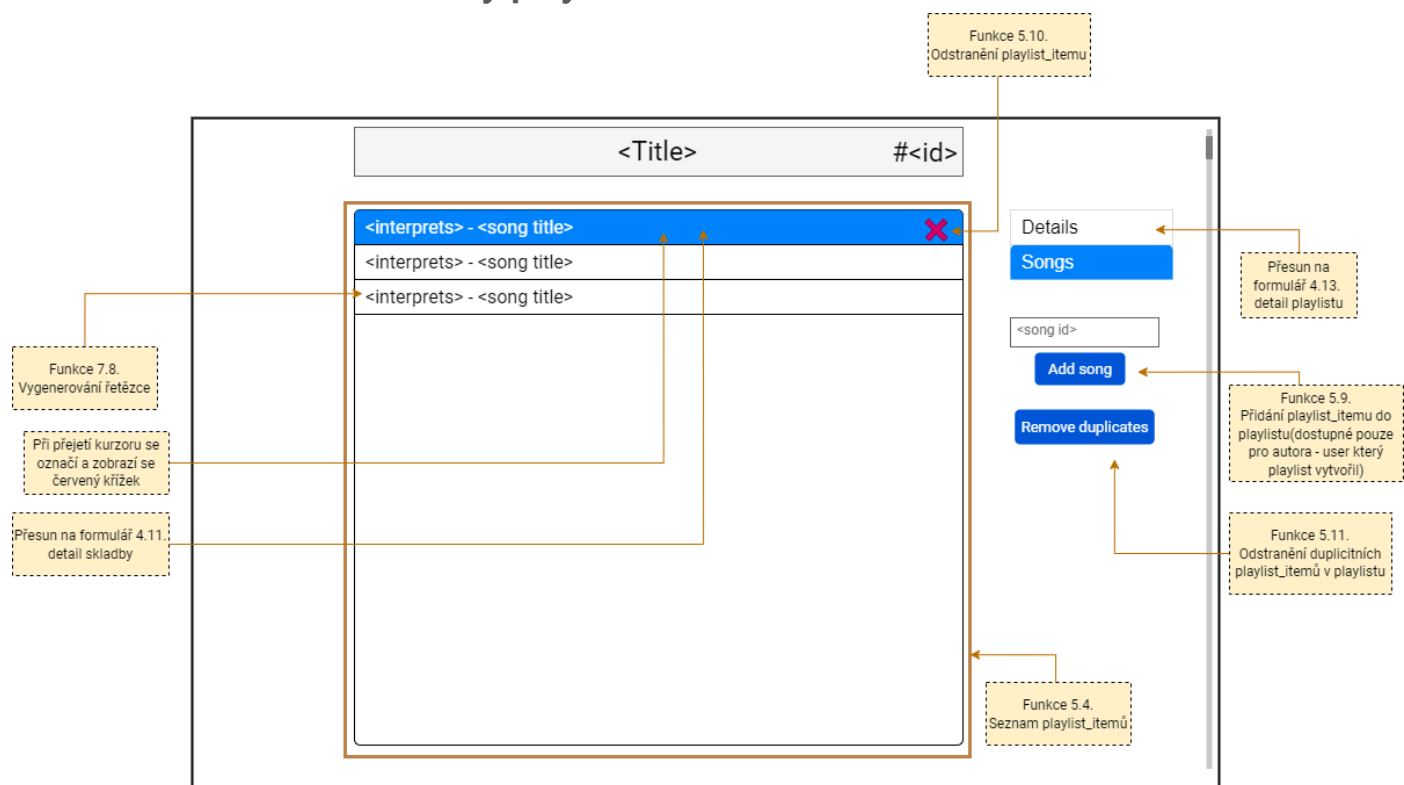 Funkce 5.10.
Odstranění playlist_itemu
<Title>
#<id>
<interprets> - <song title>
<interprets> - <song title>
<interprets> - <song title>
Details
Songs
<song id>
Add song
Remove duplicates
Přesun na
formulář 4.13.
detail playlistu
Funkce 7.8.
Vygenerování řetězce
Při přejetí kurzoru se
označí a zobrazí se
červený křížek
Přesun na formulář 4.11.
detail skladby
Funkce 5.9.
Přidání playlist_itemu do
playlistu(dostupné pouze
pro autora - user který
playlist vytvořil)
Funkce 5.11.
Odstranění duplicitních
playlist_itemů v playlistu
Funkce 5.4.
Seznam playlist_itemů